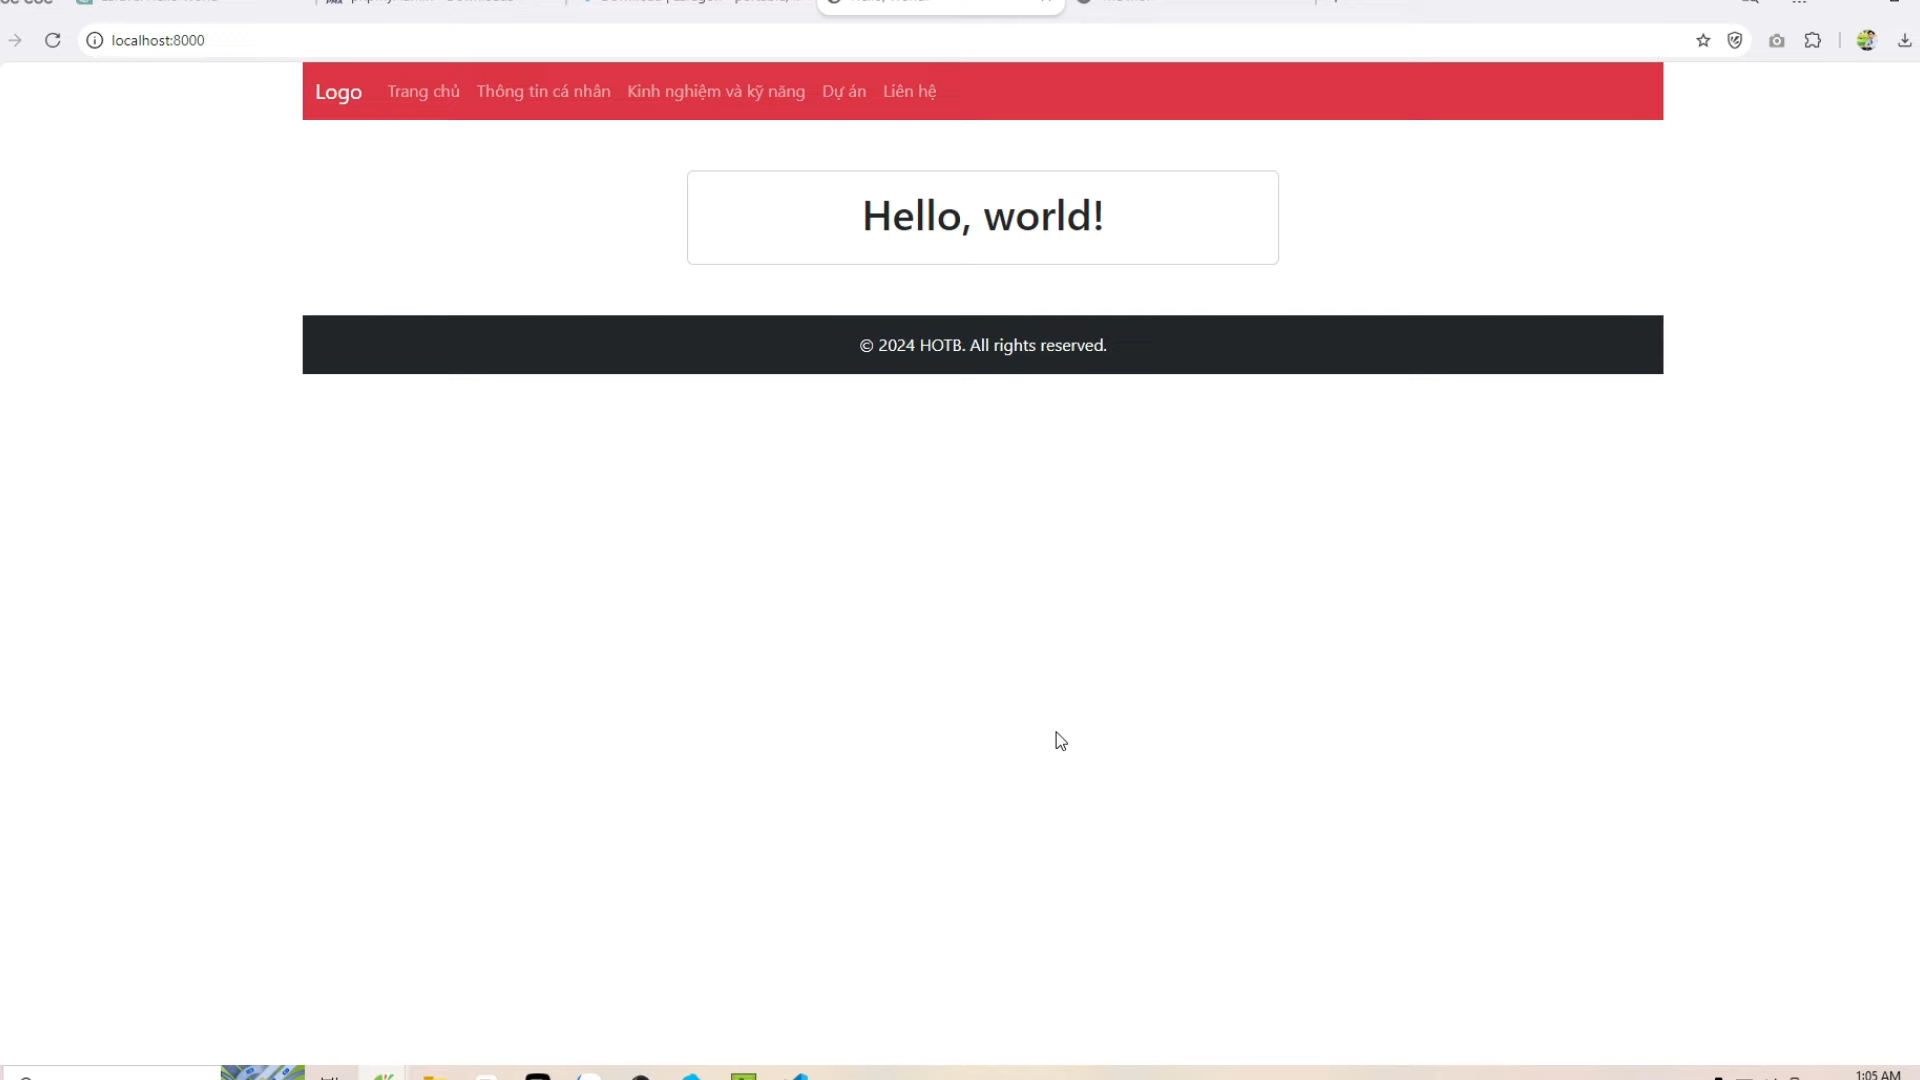 localhost:8000
Logo Trang chủ Thông tin cá nhân Kinh nghiệm và kỹ năng Dự án Liên hệ
Hello, world!
© 2024 HOTB. All rights reserved.
1:05 AM